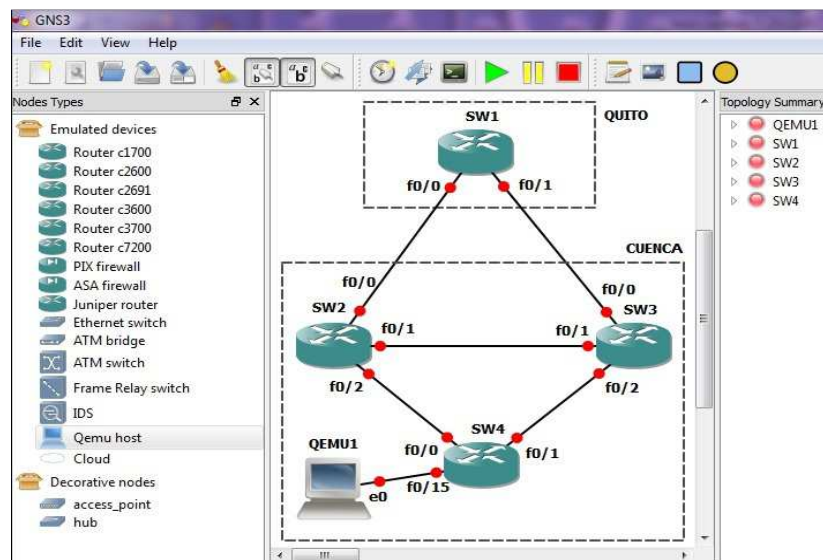 GNS3
File Edit View Help
Nodes Types
Emulated devices
Router c1700
Router c2600
Router c2691
Router c3600
Router c3700
Router c7200
PIX firewall
ASA firewall
Juniper router
Ethernet switch
ATM bridge
ATM switch
Frame Relay switch
IDS
Qemu host
Cloud
Decorative nodes
access_point
hub
SW1
QUITO
f0/0
f0/1
CUENCA
f0/0
f0/0
SW2
SW3
f0/1
f0/1
f0/2
f0/2
SW4
QEMU1
f0/0
f0/1
e0
f0/15
Topology Summary
QEMU1
SW1
SW2
SW3
SW4